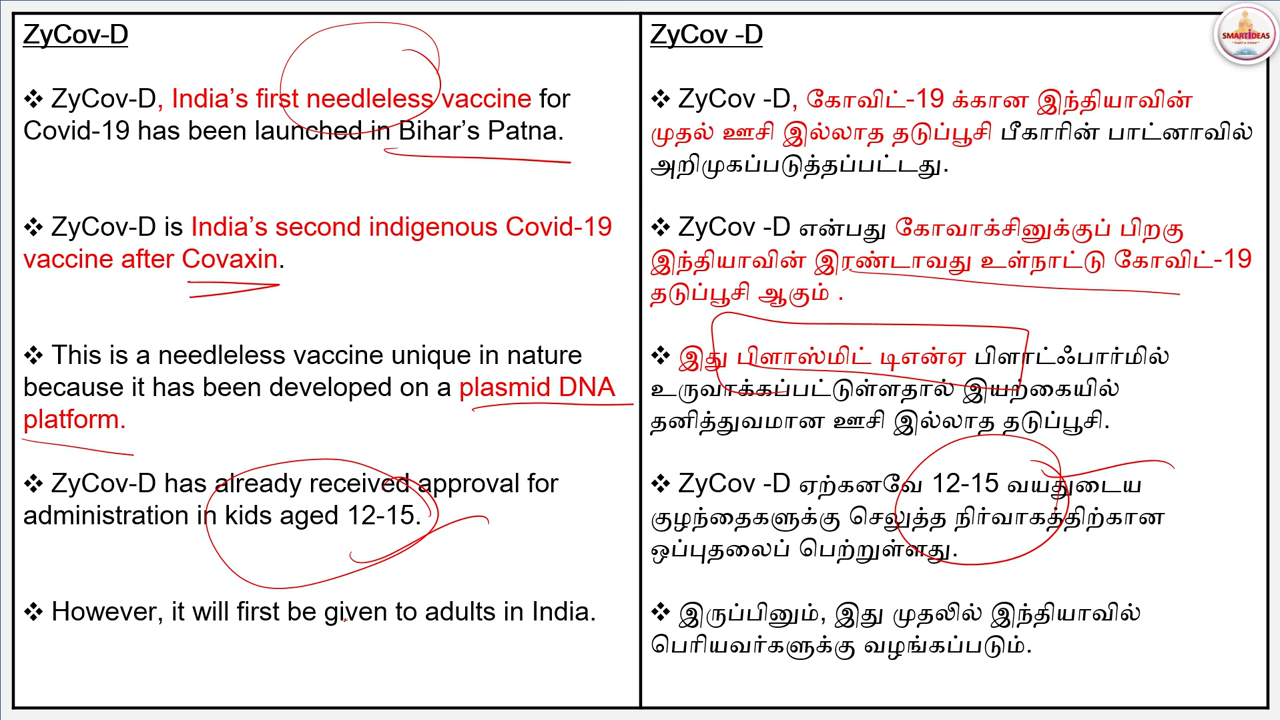 ZyCov-D
❖ ZyCov-D, India's first needleless vaccine for
Covid-19 has been launched in Bihar's Patna.
❖ ZyCov-D is India's second indigenous Covid-19
vaccine after Covaxin.
❖ This is a needleless vaccine unique in nature
because it has been developed on a plasmid DNA
platform.
❖ ZyCov-D has already received approval for
administration in kids aged 12-15.
❖ However, it will first be given to adults in India.
ZyCov -D
❖ ZyCov -D, கோவிட்-19 க்கான இந்தியாவின்
முதல் ஊசி இல்லாத தடுப்பூசி பீகாரின் பாட்னாவில்
அறிமுகப்படுத்தப்பட்டது.
❖ ZyCov -D என்பது கோவாக்சினுக்குப் பிறகு
இந்தியாவின் இரண்டாவது உள்நாட்டு கோவிட்-19
தடுப்பூசி ஆகும் .
❖ இது பிளாஸ்மிட் டிஎன்ஏ பிளாட்ஃபார்மில்
உருவாக்கப்பட்டுள்ளதால் இயற்கையில்
தனித்துவமான ஊசி இல்லாத தடுப்பூசி.
❖ ZyCov -D ஏற்கனவே 12-15 வயதுடைய
குழந்தைகளுக்கு செலுத்த நிர்வாகத்திற்கான
ஒப்புதலைப் பெற்றுள்ளது.
❖ இருப்பினும், இது முதலில் இந்தியாவில்
பெரியவர்களுக்கு வழங்கப்படும்.
SMARTIDEAS